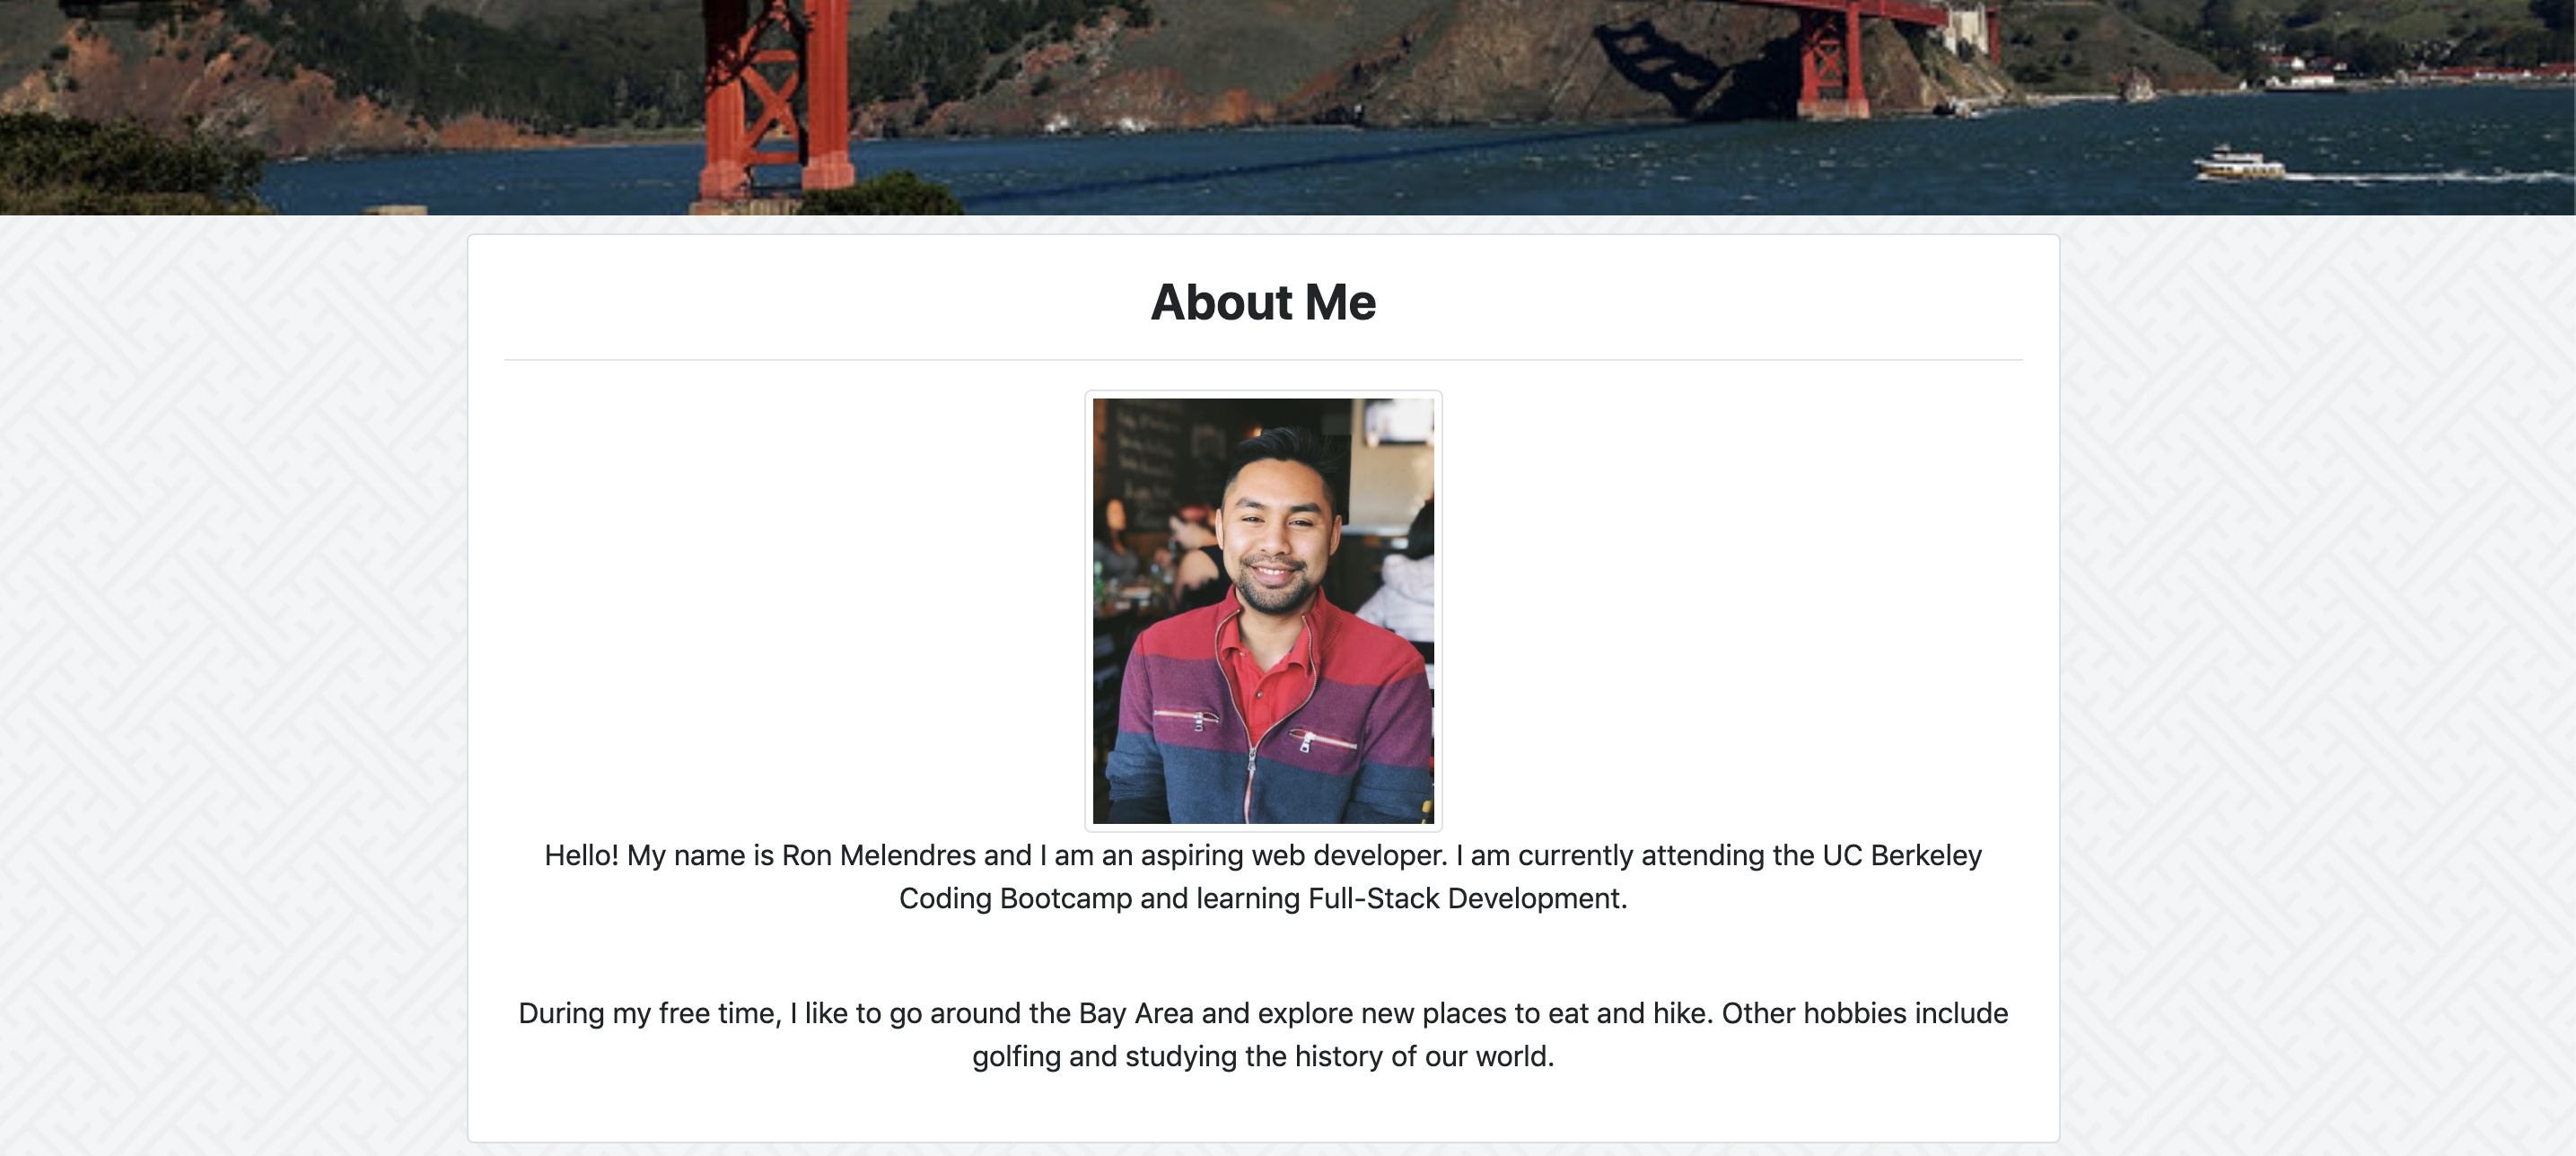 About Me
Hello! My name is Ron Melendres and I am an aspiring web developer. I am currently attending the UC Berkeley
Coding Bootcamp and learning Full-Stack Development.
During my free time, I like to go around the Bay Area and explore new places to eat and hike. Other hobbies include
golfing and studying the history of our world.